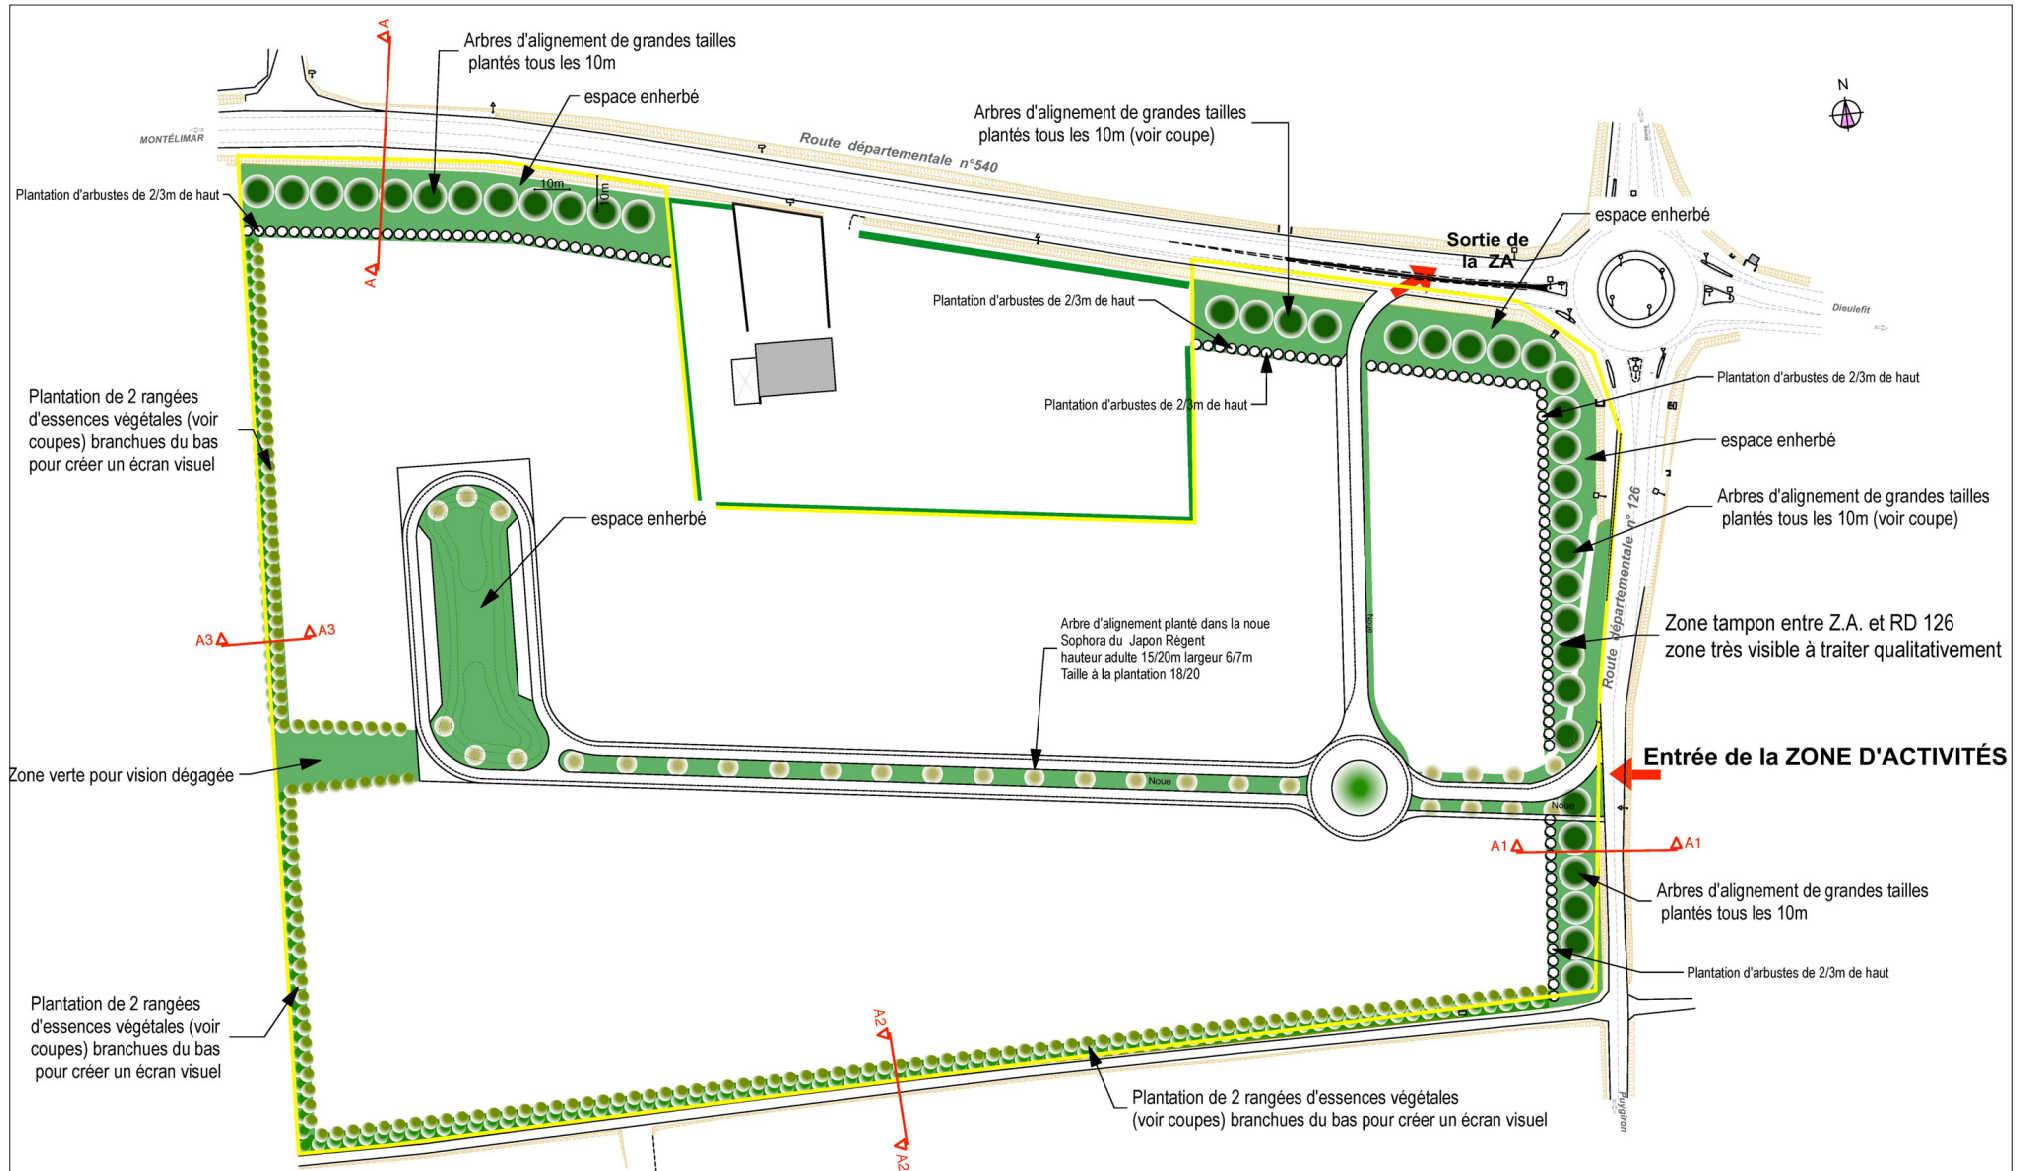 A
Arbres d'alignement de grandes tailles
plantés tous les 10m
espace enherbé
N
Arbres d'alignement de grandes tailles
plantés tous les 10m (voir coupe)
MONTÉLIMAR
Route départementale n°540
10m
10m
Plantation d'arbustes de 2/3m de haut
espace enherbé
Sortie de
la ZA
A
Plantation d'arbustes de 2/3m de haut
Dieulefit
Plantation d'arbustes de 2/3m de haut
Plantation d'arbustes de 2/3m de haut
Plantation de 2 rangées
d'essences végétales (voir
coupes) branchues du bas
pour créer un écran visuel
espace enherbé
Arbres d'alignement de grandes tailles
plantés tous les 10m (voir coupe)
espace enherbé
Route départementale n° 126
Noue
A3
A3
Arbre d'alignement planté dans la noue
Sophora du Japon Régent
hauteur adulte 15/20m largeur 6/7m
Taille à la plantation 18/20
Zone tampon entre Z.A. et RD 126
zone très visible à traiter qualitativement
Zone verte pour vision dégagée
Entrée de la ZONE D'ACTIVITÉS
Noue
Noue
A1
A1
Arbres d'alignement de grandes tailles
plantés tous les 10m
Plantation d'arbustes de 2/3m de haut
Plantation de 2 rangées
d'essences végétales (voir
coupes) branchues du bas
pour créer un écran visuel
A2
Plantation de 2 rangées d'essences végétales
(voir coupes) branchues du bas pour créer un écran visuel
Puygiron
A2